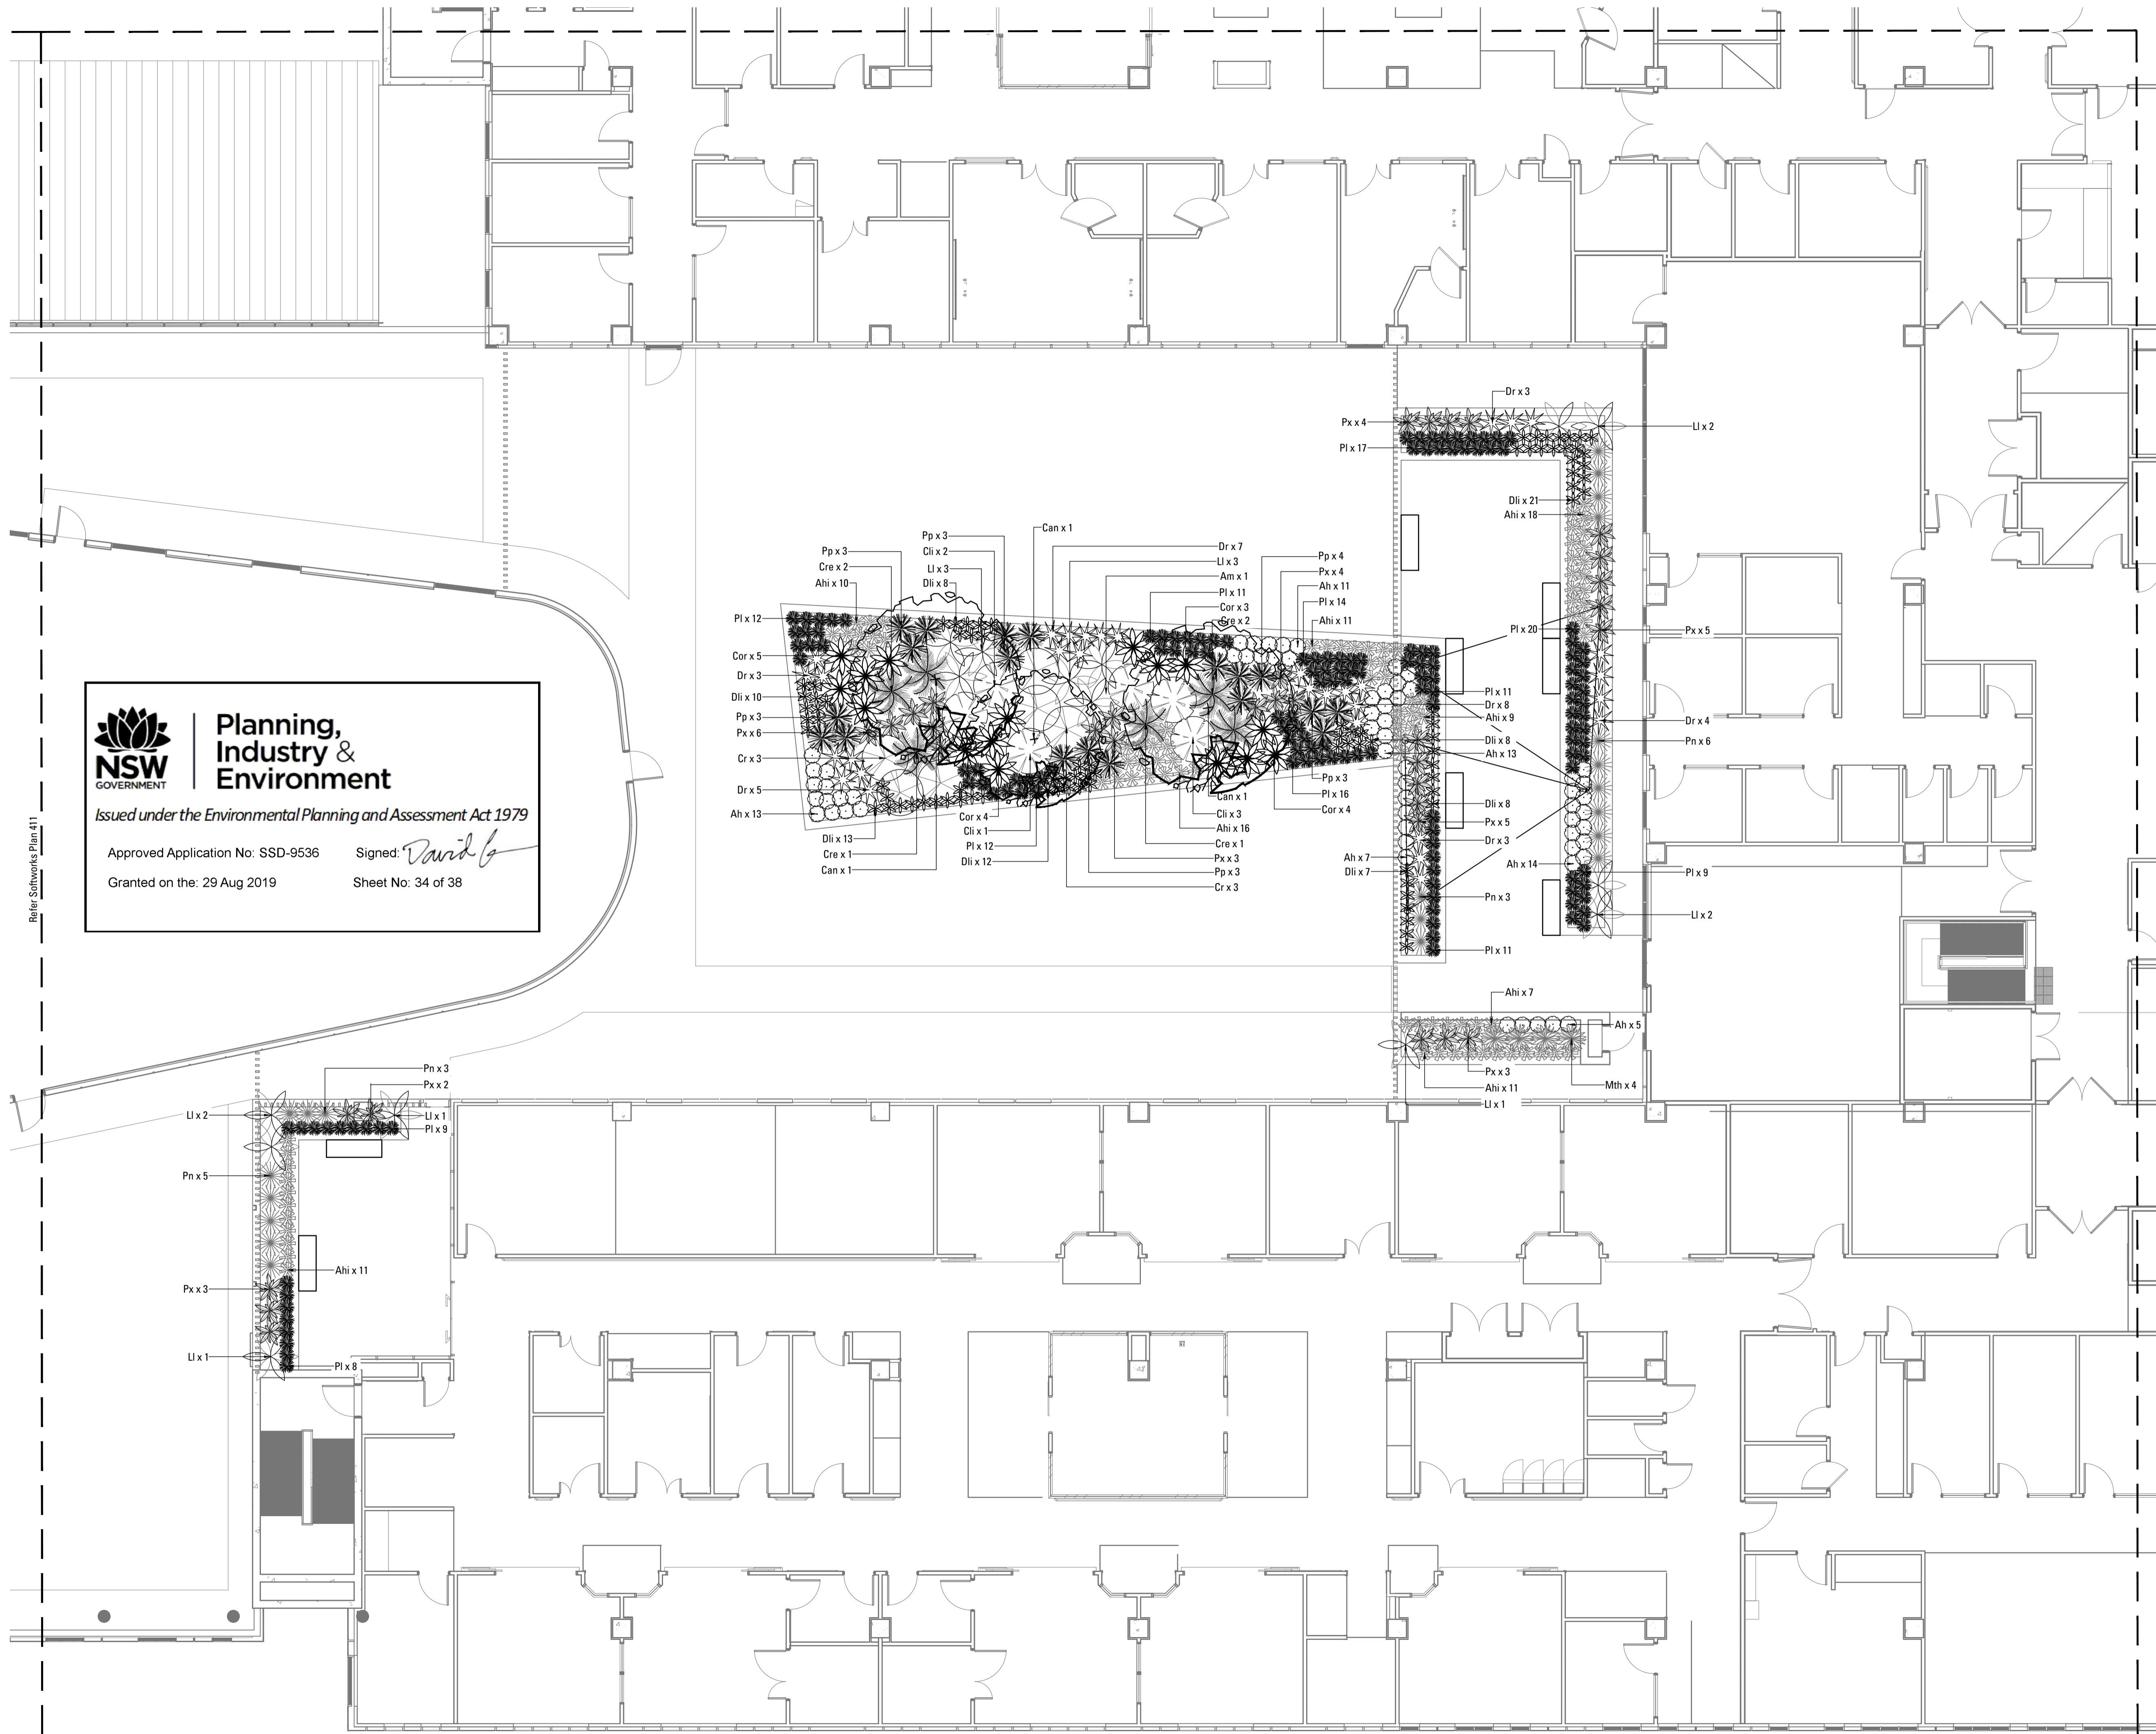 Dr x 3
Px x 4
Ll x 2
Pl x 17
Dli x 21
Ahi x 18
Can x 1
Pp x 3
Dr x 7
Pp x 3
Cli x 2
Ll x 3
Pp x 4
Cre x 2
Ll x 3
Am x 1
Px x 4
Ahi x 10
Dli x 8
Pl x 11
Ah x 11
Cor x 3
Pl x 14
Pl x 12
Cre x 2
Ahi x 11
Pl x 20
Px x 5
Cor x 5
Dr x 3
Dli x 10
Pl x 11
Dr x 8
Pp x 3
Ahi x 9
Dr x 4
Px x 6
Dli x 8
Pn x 6
Cr x 3
Ah x 13
Pp x 3
Dr x 5
Pl x 16
Can x 1
Dli x 8
Ah x 13
Cor x 4
Cli x 3
Cor x 4
Px x 5
Cli x 1
Ahi x 16
Dli x 13
Dr x 3
Pl x 12
Cre x 1
Cre x 1
Px x 3
Ah x 7
Dli x 12
Can x 1
Pp x 3
Dli x 7
Ah x 14
Pl x 9
Cr x 3
Pn x 3
Ll x 2
Pl x 11
Planning,
Industry &
Environment
NSW
GOVERNMENT
Issued under the Environmental Planning and Assessment Act 1979
Approved Application No: SSD-9536 Signed:
Granted on the: 29 Aug 2019 Sheet No: 34 of 38
Refer Softworks Plan 411
Ahi x 7
Ah x 5
Px x 3
Ahi x 11
Mth x 4
Ll x 1
Pn x 3
Px x 2
Ll x 2
Ll x 1
Pl x 9
Pn x 5
Ahi x 11
Px x 3
Ll x 1
Pl x 8